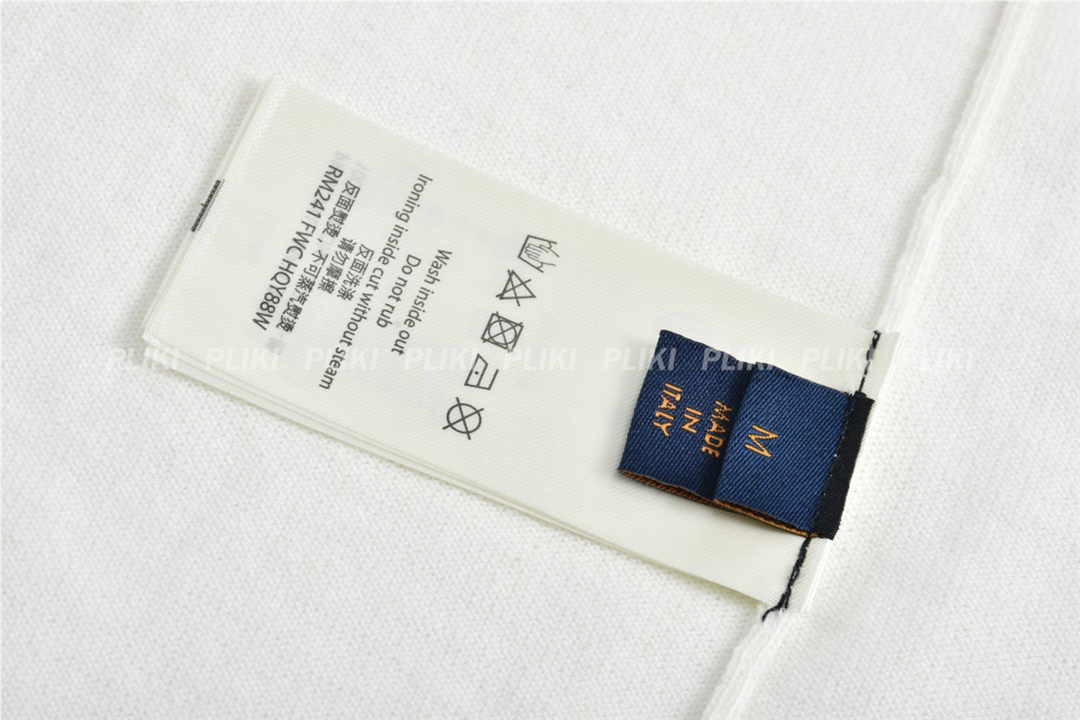 Wash inside out
Do not rub
Ironing inside cut without steam
反面洗涤
请勿摩擦
反面熨烫，不可蒸汽熨烫
RM241 FWC HQY88W
M
MADE
IN
ITALY
PLIKI PLIKI PLIKI PLIKI PLIKI PLIKI PLIKI PLIKI PLIKI